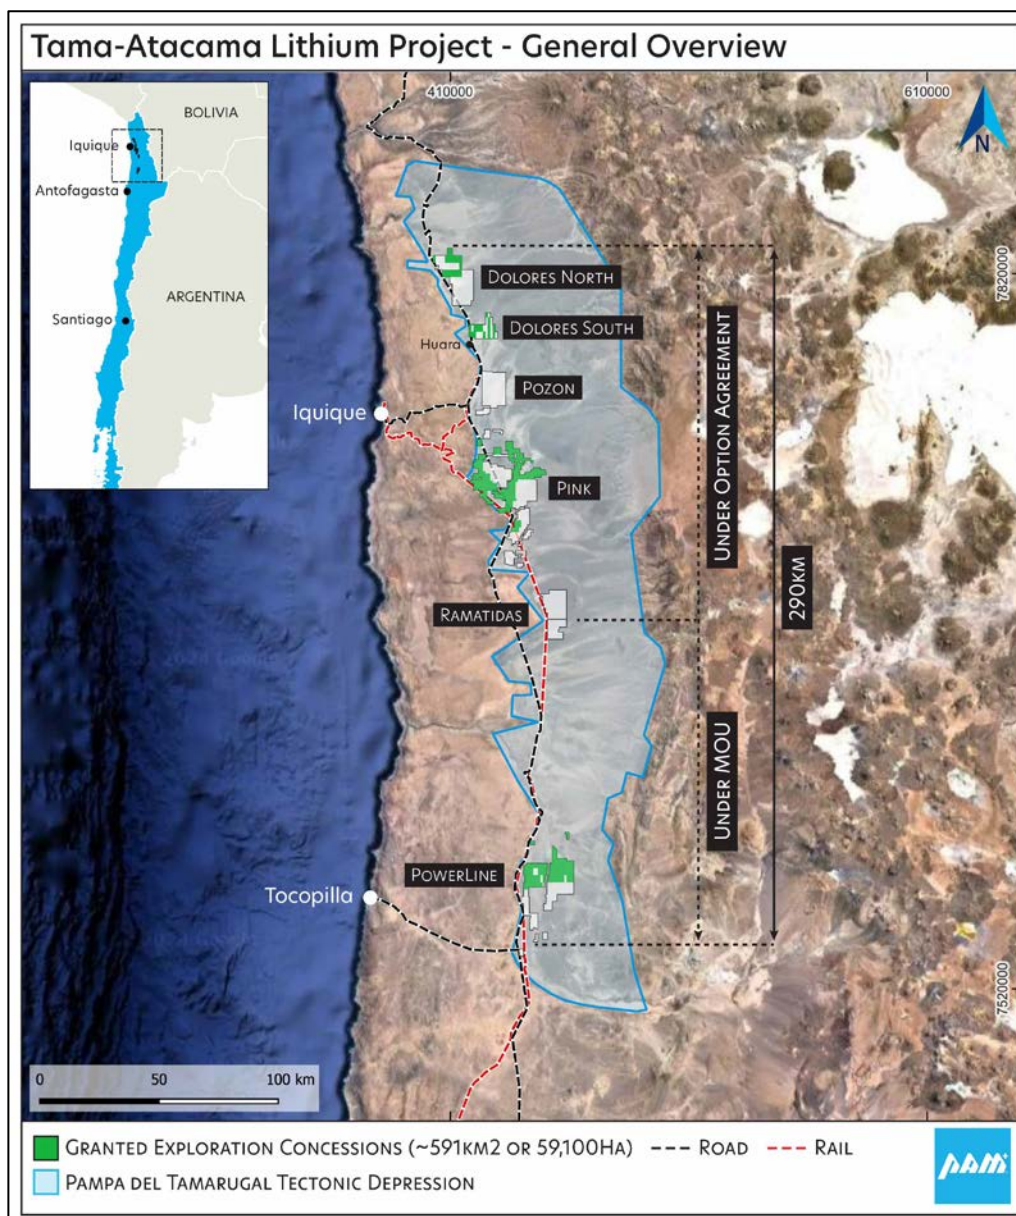 Tama-Atacama Lithium Project - General Overview
410000
610000
N
BOLIVIA
Iquique
Antofagasta
ARGENTINA
Santiago
7820000
DOLORES NORTH
DOLORES SOUTH
Huara
POZON
Iquique
PINK
UNDER OPTION AGREEMENT
290KM
RAMATIDAS
UNDER MOU
POWERLINE
Tocopilla
7520000
0 50 100 km
GRANTED EXPLORATION CONCESSIONS (~591KM2 OR 59,100HA) ROAD RAIL
PAMPA DEL TAMARUGAL TECTONIC DEPRESSION
PAM